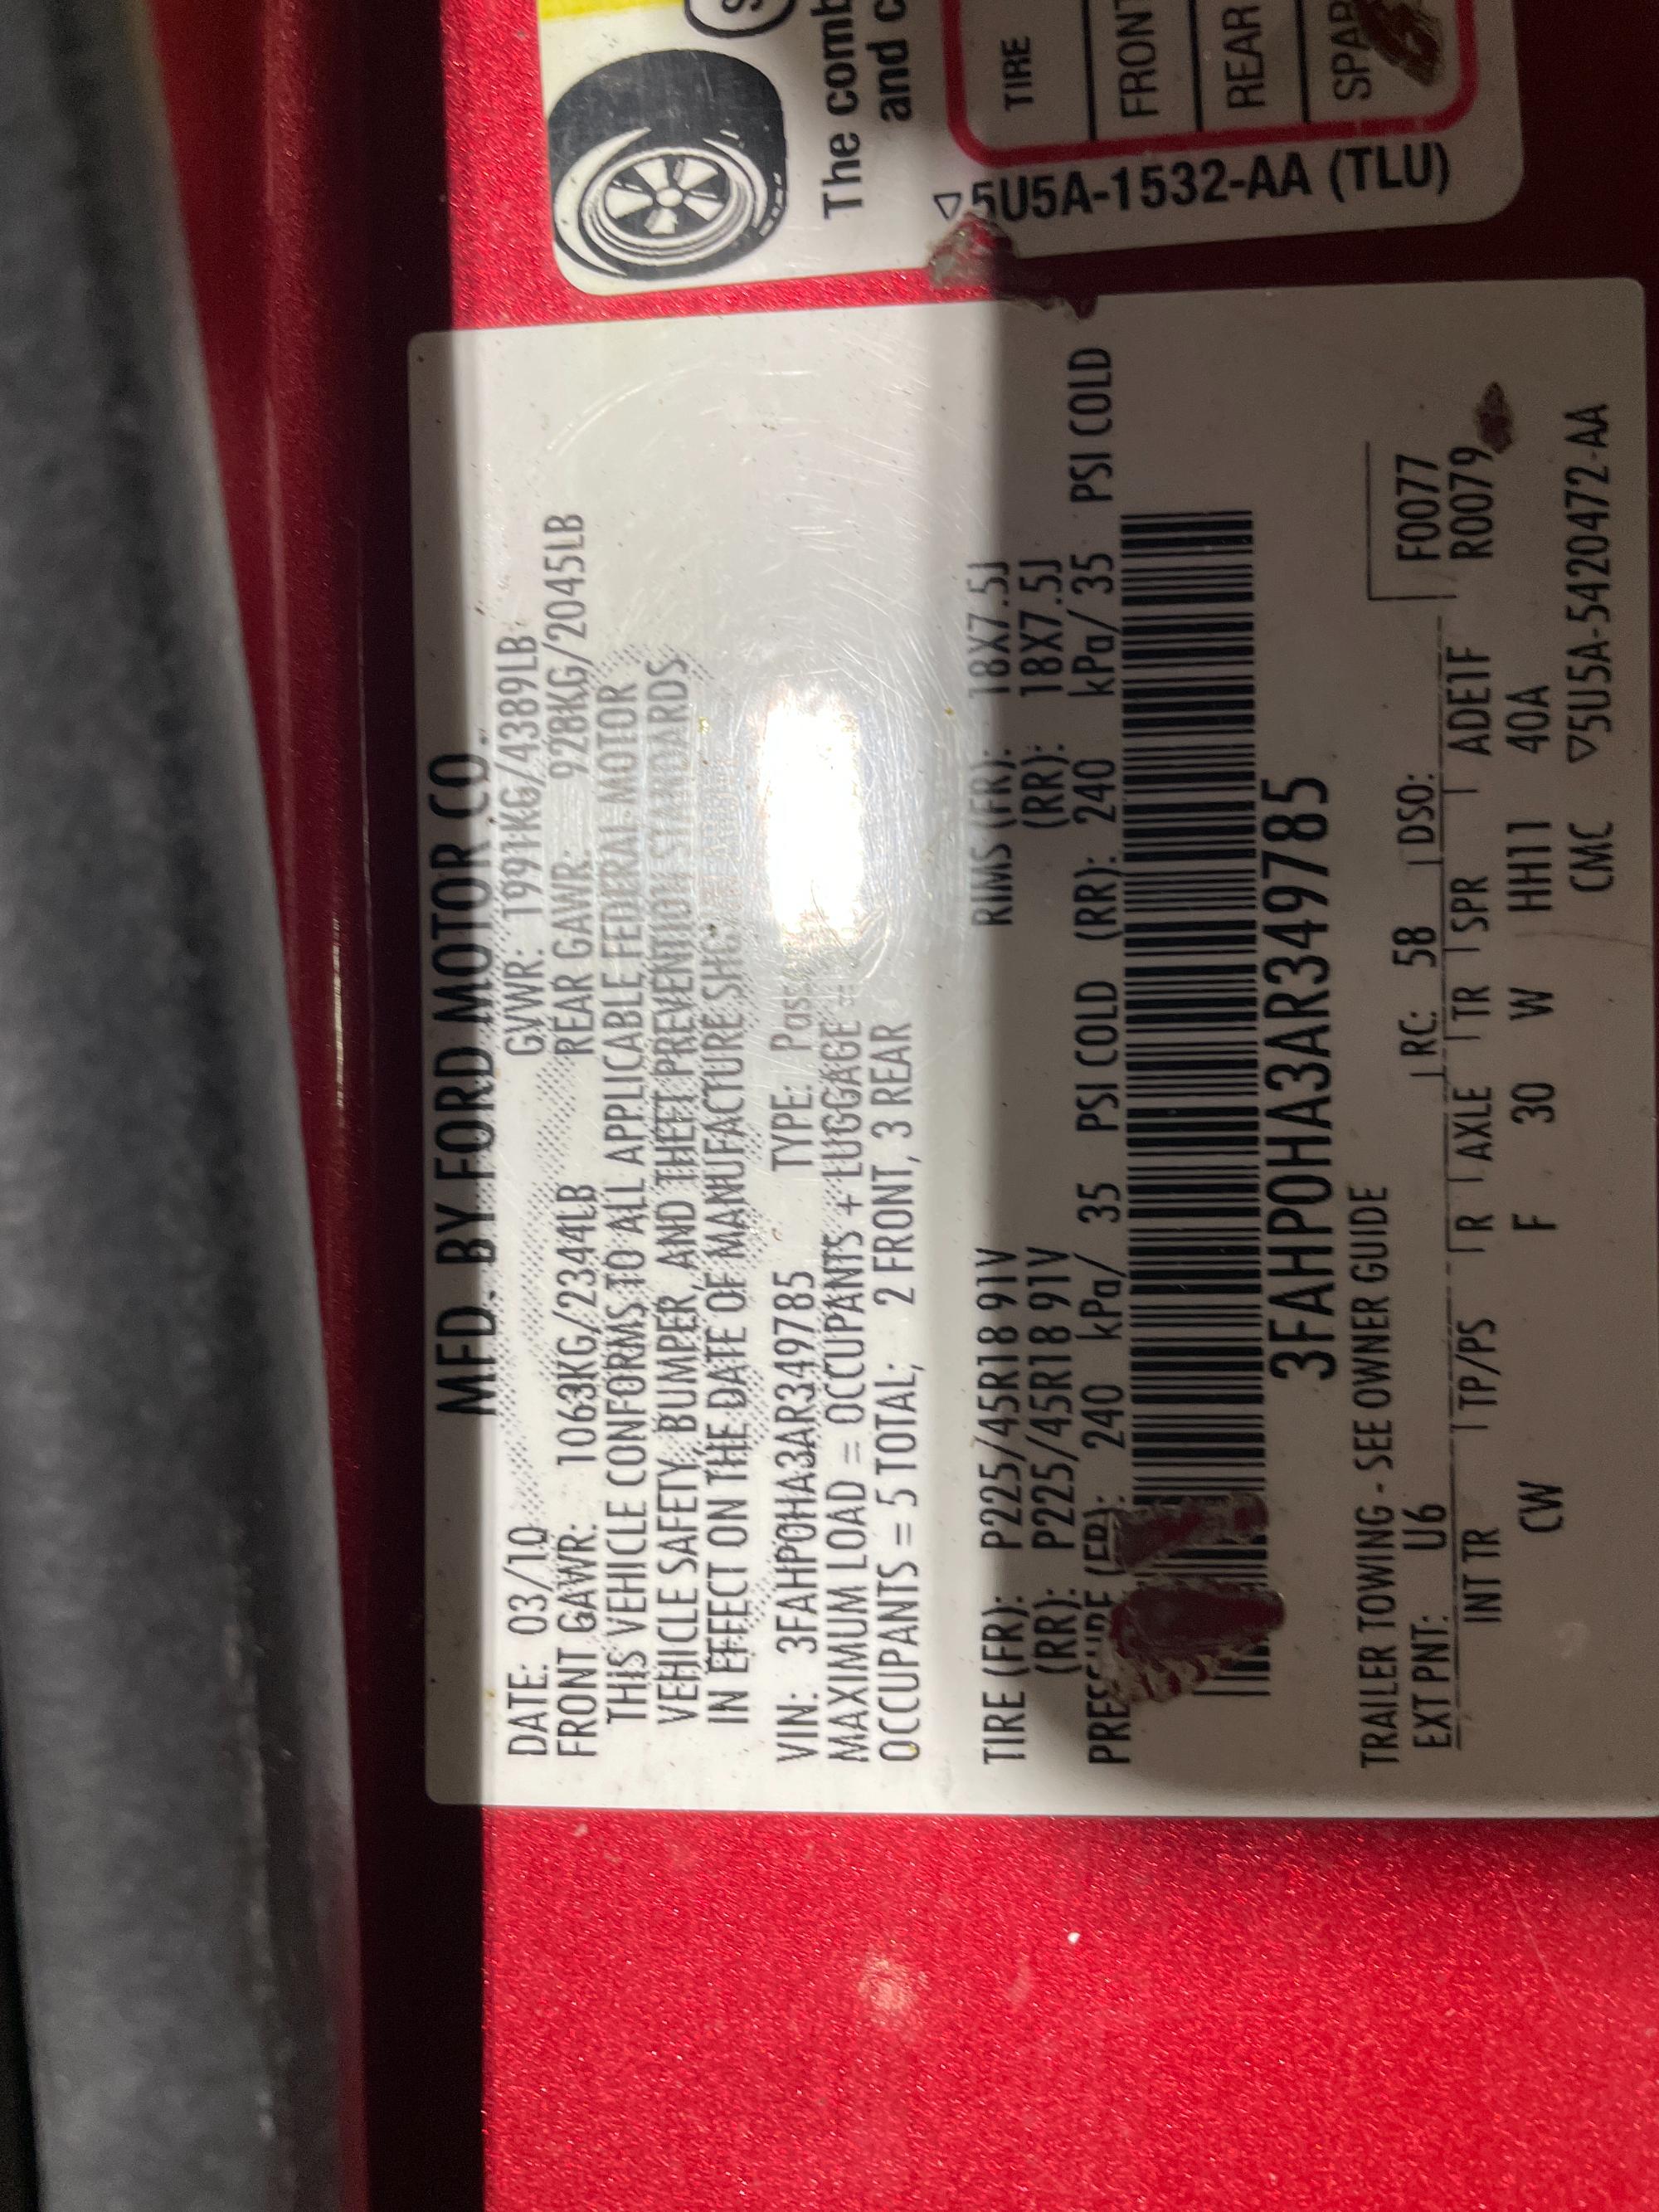 MFD. BY FORD MOTOR CO.
DATE: 03/10 GVWR: 1991KG/4389LB
FRONT GAWR: 1063KG/2344LB REAR GAWR: 928KG/2045LB
THIS VEHICLE CONFORMS TO ALL APPLICABLE FEDERAL MOTOR
VEHICLE SAFETY, BUMPER, AND THEFT PREVENTION STANDARDS
IN EFFECT ON THE DATE OF MANUFACTURE SHOWN ABOVE
VIN: 3FAHP0HA3AR349785 TYPE:
MAXIMUM LOAD = OCCUPANTS + LUGGAGE =
OCCUPANTS = 5 TOTAL; 2 FRONT, 3 REAR
TIRE (FR): P225/45R18 91V RIMS (FR): 18X7.5J
(RR): P225/45R18 91V (RR): 18X7.5J
PRESSURE (FR): 240 kPa/ 35 PSI COLD (RR): 240 kPa/ 35 PSI COLD
3FAHP0HA3AR349785
TRAILER TOWING - SEE OWNER GUIDE
EXT PNT: U6 RC: 58 DSO: F0077
INT TR TP/PS R AXLE TR SPR ADE1F R0079
CW F 30 W HH11 40A
CMC ▽5U5A-5420472-AA
The comb
and c
TIRE
FRONT
REAR
SPAR
▽5U5A-1532-AA (TLU)